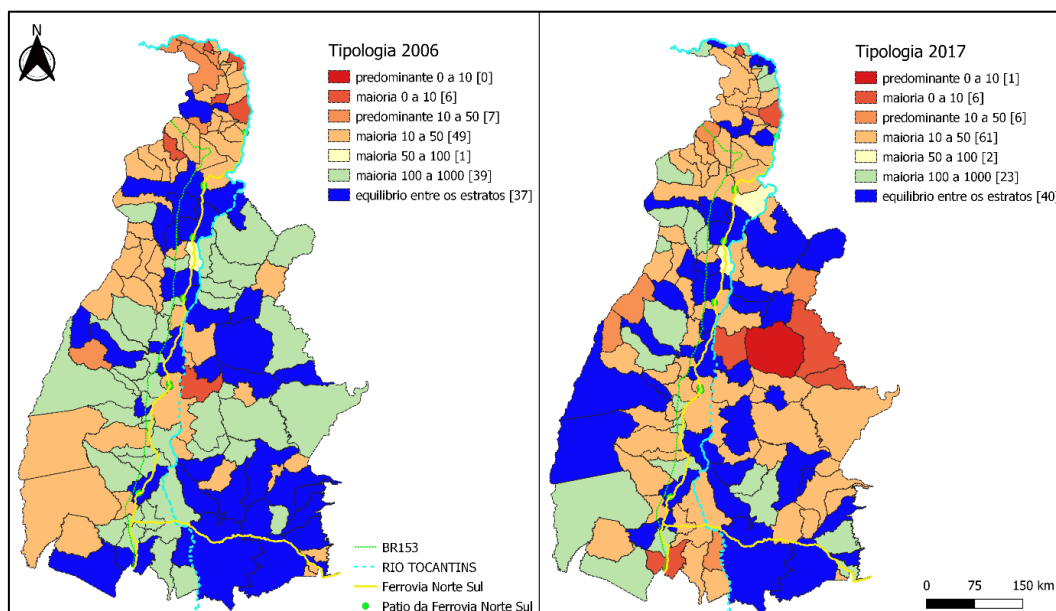 N
Tipologia 2006
predominante 0 a 10 [0]
maioria 0 a 10 [6]
predominante 10 a 50 [7]
maioria 10 a 50 [49]
maioria 50 a 100 [1]
maioria 100 a 1000 [39]
equilibrio entre os estratos [37]
BR153
RIO TOCANTINS
Ferrovia Norte Sul
Patio da Ferrovia Norte Sul
Tipologia 2017
predominante 0 a 10 [1]
maioria 0 a 10 [6]
predominante 10 a 50 [6]
maioria 10 a 50 [61]
maioria 50 a 100 [2]
maioria 100 a 1000 [23]
equilibrio entre os estratos [40]
0 75 150 km